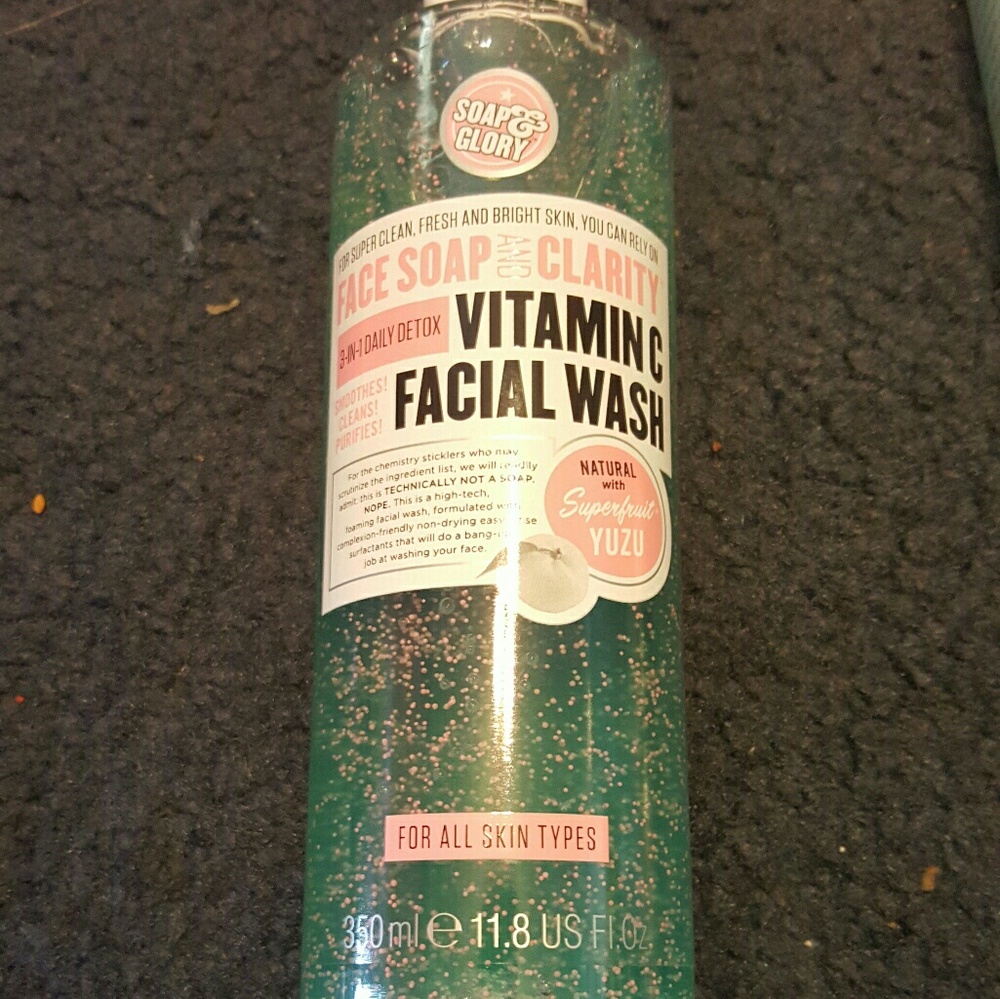 SOAP&
GLORY
FOR SUPER CLEAN, FRESH AND BRIGHT SKIN, YOU CAN RELY ON
FACE SOAP AND CLARITY
3-IN-1 DAILY DETOX
VITAMIN C
FACIAL WASH
SMOOTHES!
CLEANS!
PURIFIES!
For the chemistry sticklers who may
scrutinize the ingredient list, we will readily
admit: this is TECHNICALLY NOT A SOAP.
NOPE. This is a high-tech,
foaming facial wash, formulated with
complexion-friendly non-drying easy-rinse
surfactants that will do a bang-up
job at washing your face.
NATURAL
with
Superfruit
YUZU
FOR ALL SKIN TYPES
350ml e 11.8 US Fl.Oz